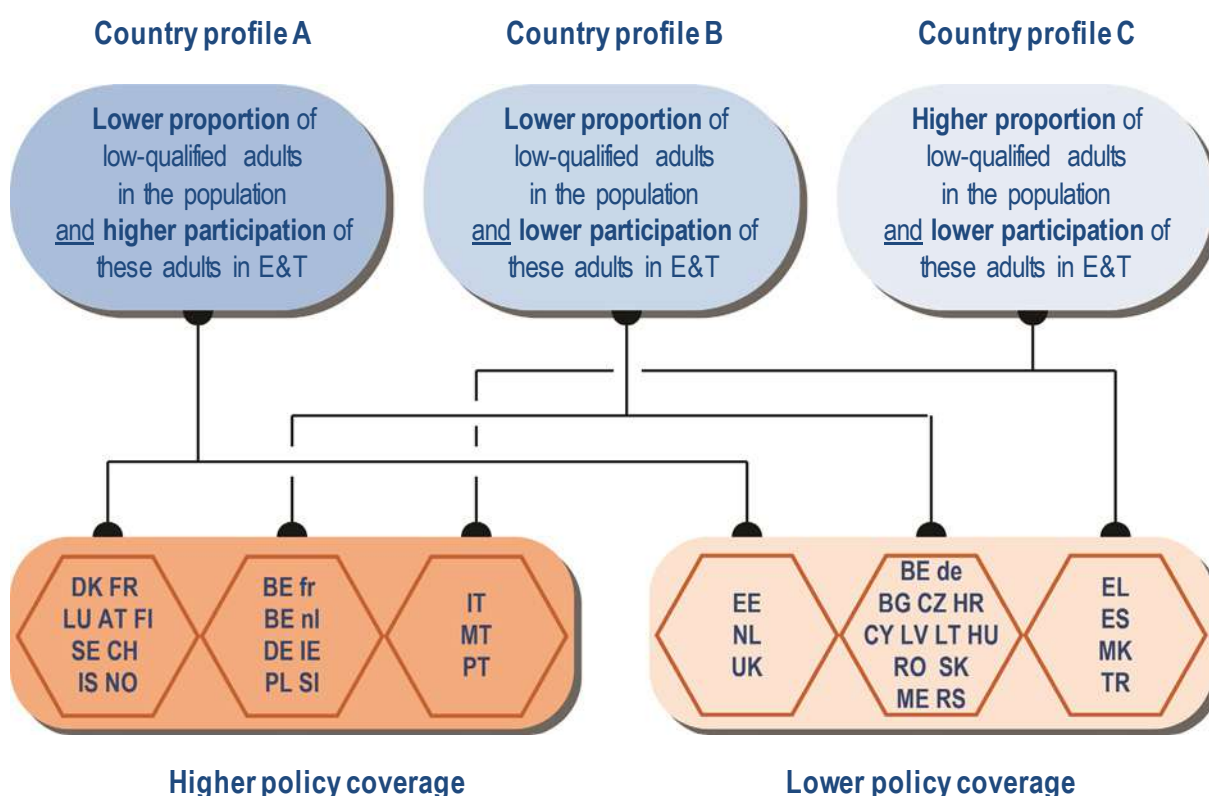 Country profile A
Country profile B
Country profile C
Lower proportion of
low-qualified adults
in the population
and higher participation of
these adults in E&T
Lower proportion of
low-qualified adults
in the population
and lower participation of
these adults in E&T
Higher proportion of
low-qualified adults
in the population
and lower participation of
these adults in E&T
DK FR
LU AT FI
SE CH
IS NO
BE fr
BE nl
DE IE
PL SI
IT
MT
PT
EE
NL
UK
BE de
BG CZ HR
CY LV LT HU
RO SK
ME RS
EL
ES
MK
TR
Higher policy coverage
Lower policy coverage